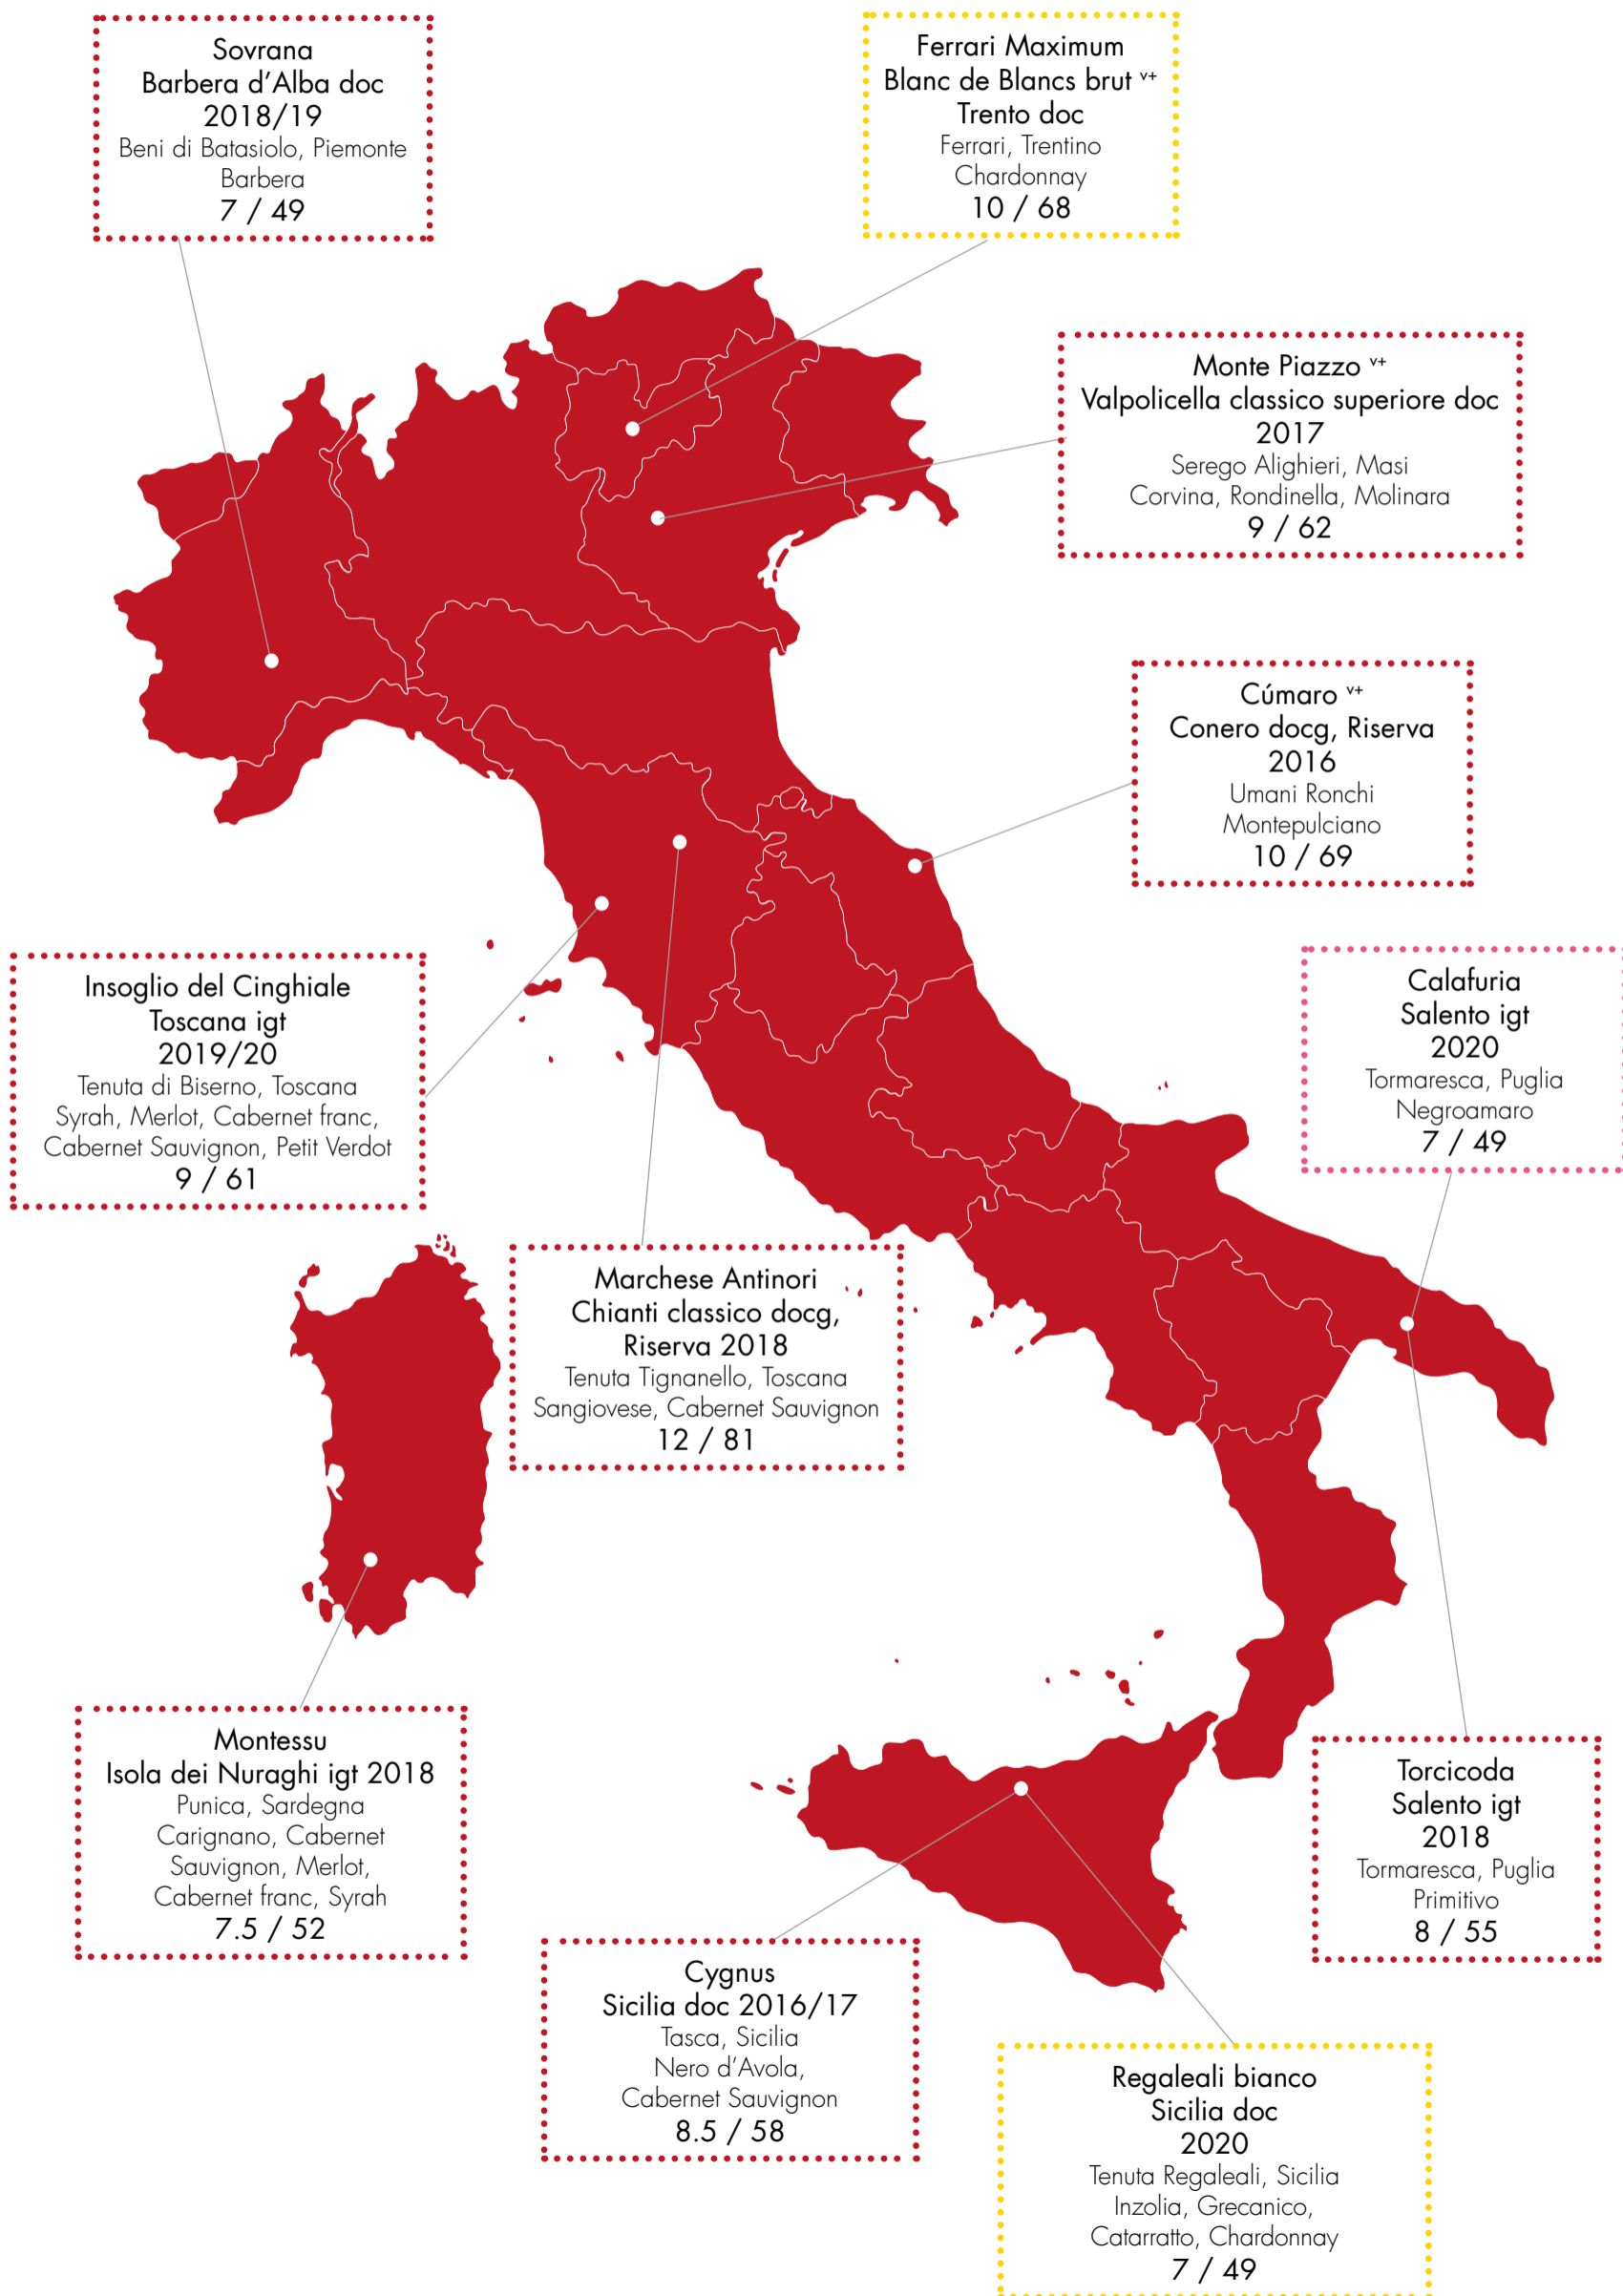 Sovrana
Barbera d'Alba doc
2018/19
Beni di Batasiolo, Piemonte
Barbera
7 / 49
Ferrari Maximum
Blanc de Blancs brut v+
Trento doc
Ferrari, Trentino
Chardonnay
10 / 68
Monte Piazzo v+
Valpolicella classico superiore doc
2017
Serego Alighieri, Masi
Corvina, Rondinella, Molinara
9 / 62
Cúmaro v+
Conero docg, Riserva
2016
Umani Ronchi
Montepulciano
10 / 69
Insoglio del Cinghiale
Toscana igt
2019/20
Tenuta di Biserno, Toscana
Syrah, Merlot, Cabernet franc,
Cabernet Sauvignon, Petit Verdot
9 / 61
Calafuria
Salento igt
2020
Tormaresca, Puglia
Negroamaro
7 / 49
Marchese Antinori
Chianti classico docg,
Riserva 2018
Tenuta Tignanello, Toscana
Sangiovese, Cabernet Sauvignon
12 / 81
Montessu
Isola dei Nuraghi igt 2018
Punica, Sardegna
Carignano, Cabernet
Sauvignon, Merlot,
Cabernet franc, Syrah
7.5 / 52
Torcicoda
Salento igt
2018
Tormaresca, Puglia
Primitivo
8 / 55
Cygnus
Sicilia doc 2016/17
Tasca, Sicilia
Nero d'Avola,
Cabernet Sauvignon
8.5 / 58
Regaleali bianco
Sicilia doc
2020
Tenuta Regaleali, Sicilia
Inzolia, Grecanico,
Catarratto, Chardonnay
7 / 49